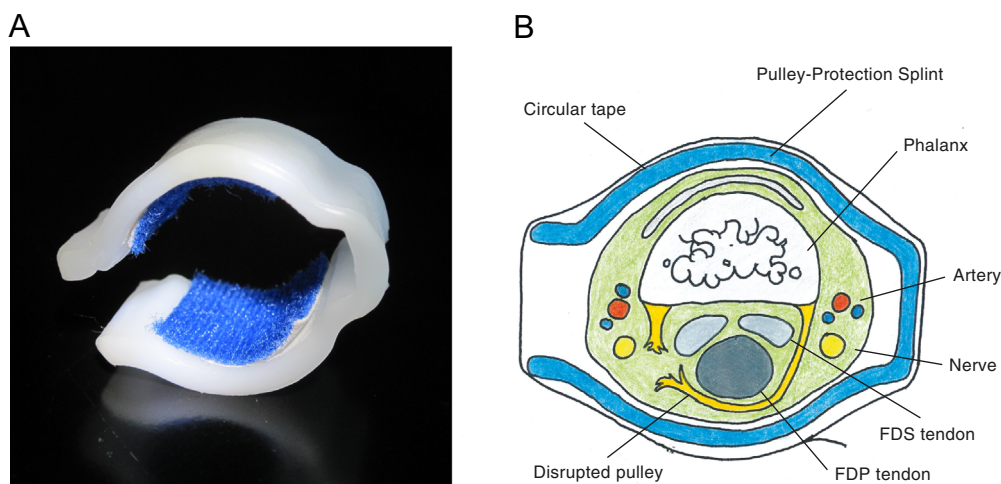 A
B
Pulley-Protection Splint
Circular tape
Phalanx
Artery
Nerve
FDS tendon
Disrupted pulley
FDP tendon